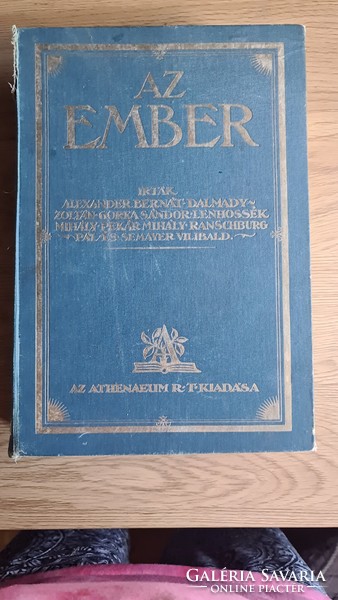 AZ
EMBER
IRTÁK
ALEXANDER BERNÁT·DALMADY
ZOLTÁN·GORKA SÁNDOR·LENHOSSÉK
MIHÁLY·PEKÁR MIHÁLY·RANSCHBURG
PÁL ÉS SEMAYER VILIBALD.
A
AZ ATHENAEUM R·T·KIADÁSA
GALÉRIA SAVARIA
ONLINE PIACTÉR